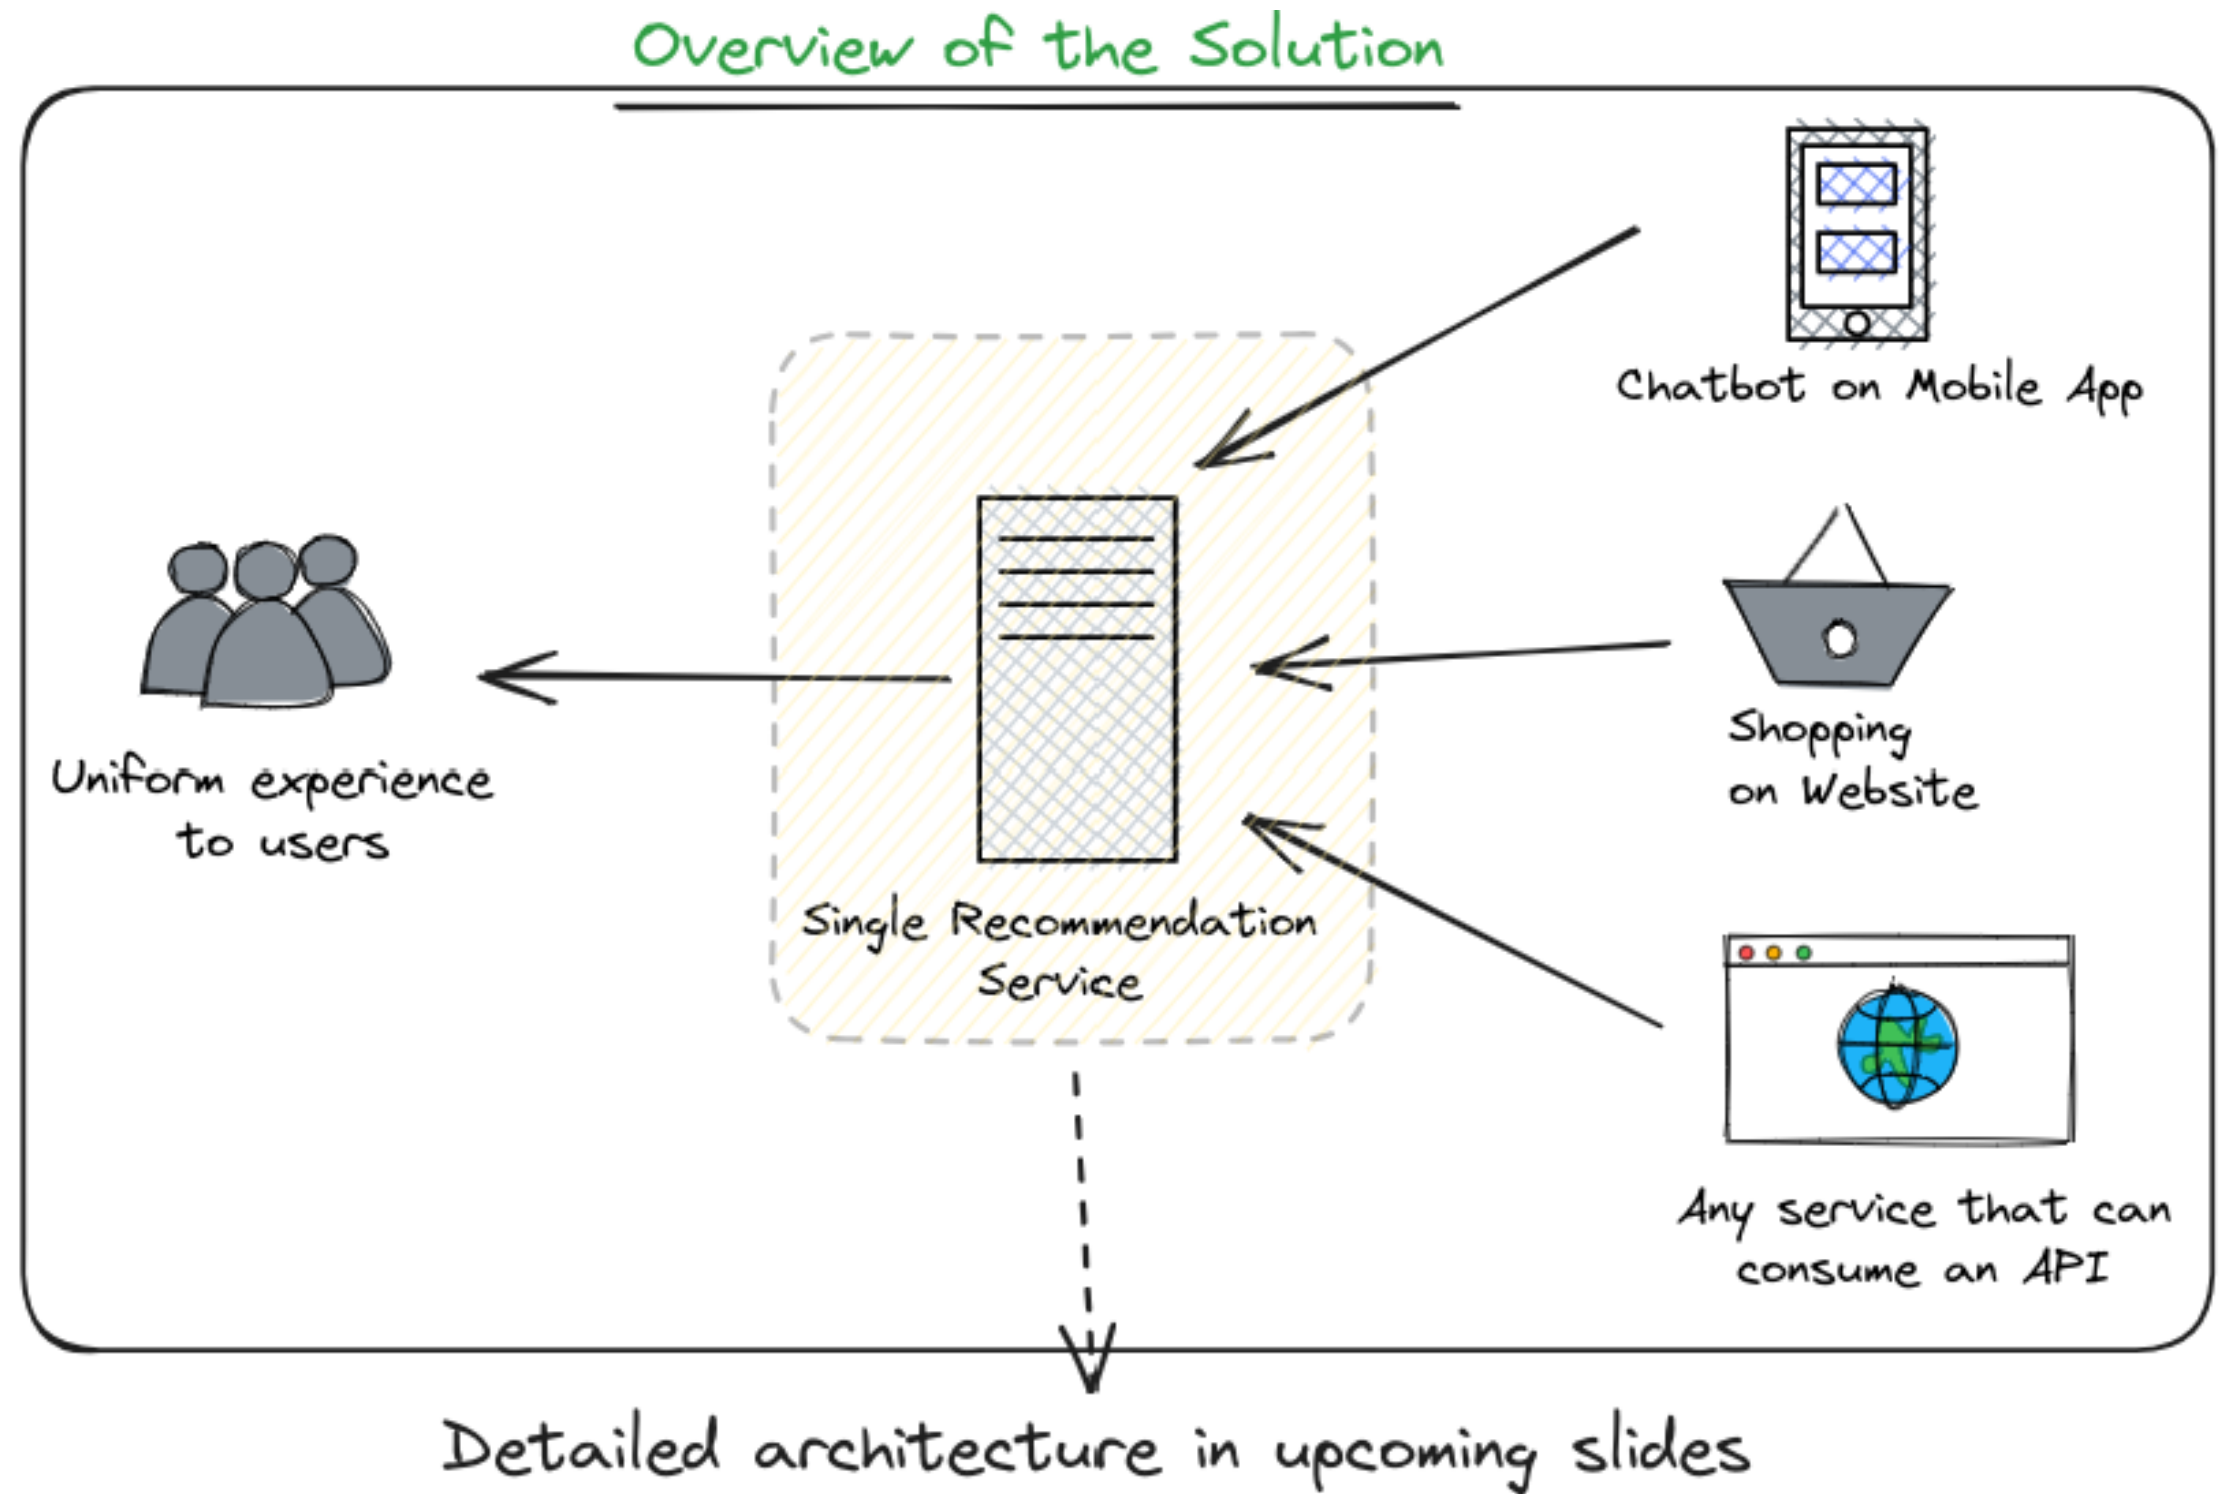 Overview of the Solution
Chatbot on Mobile App
Shopping
on Website
Uniform experience
to users
Single Recommendation
Service
Any service that can
consume an API
Detailed architecture in upcoming slides